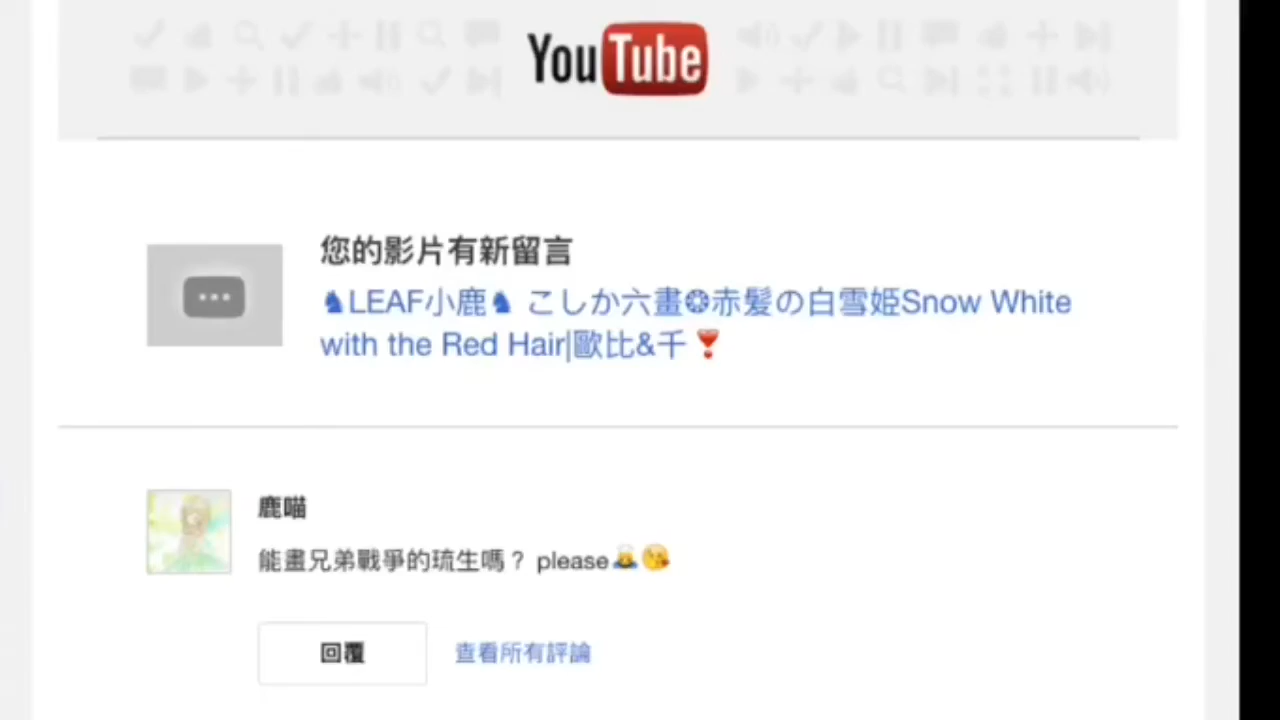 YouTube
您的影片有新留言
♞LEAF小鹿♞ こしか六畫❂赤髪の白雪姫Snow White
with the Red Hair|歐比&千❣
鹿喵
能畫兄弟戰爭的琉生嗎？ please🙇😘
回覆
查看所有評論